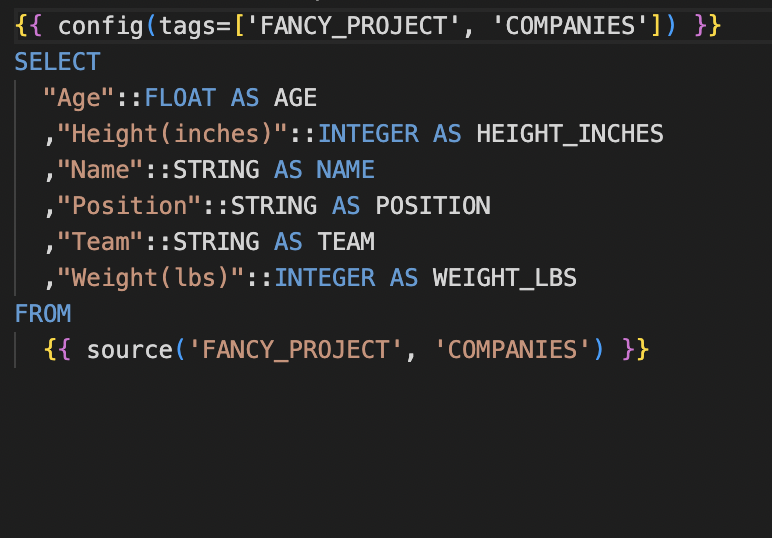 {{ config(tags=['FANCY_PROJECT', 'COMPANIES']) }}
SELECT
  "Age"::FLOAT AS AGE
  ,"Height(inches)"::INTEGER AS HEIGHT_INCHES
  ,"Name"::STRING AS NAME
  ,"Position"::STRING AS POSITION
  ,"Team"::STRING AS TEAM
  ,"Weight(lbs)"::INTEGER AS WEIGHT_LBS
FROM
  {{ source('FANCY_PROJECT', 'COMPANIES') }}